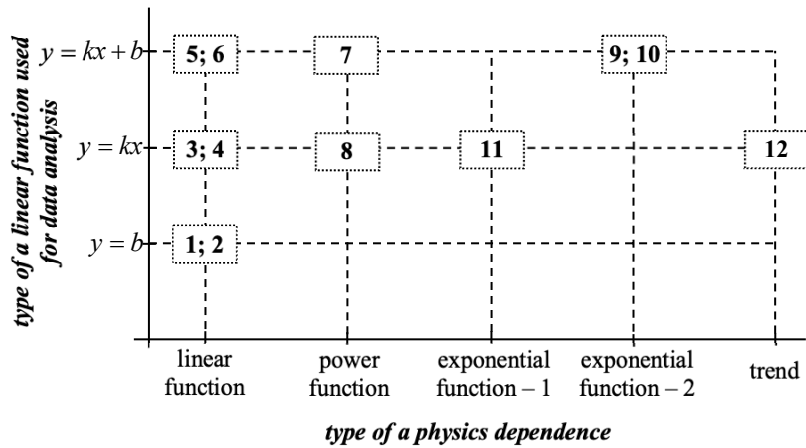 type of a linear function used
for data analysis
y = kx + b
5; 6
7
9; 10
y = kx
3; 4
8
11
12
y = b
1; 2
linear
function
power
function
exponential
function – 1
exponential
function – 2
trend
type of a physics dependence